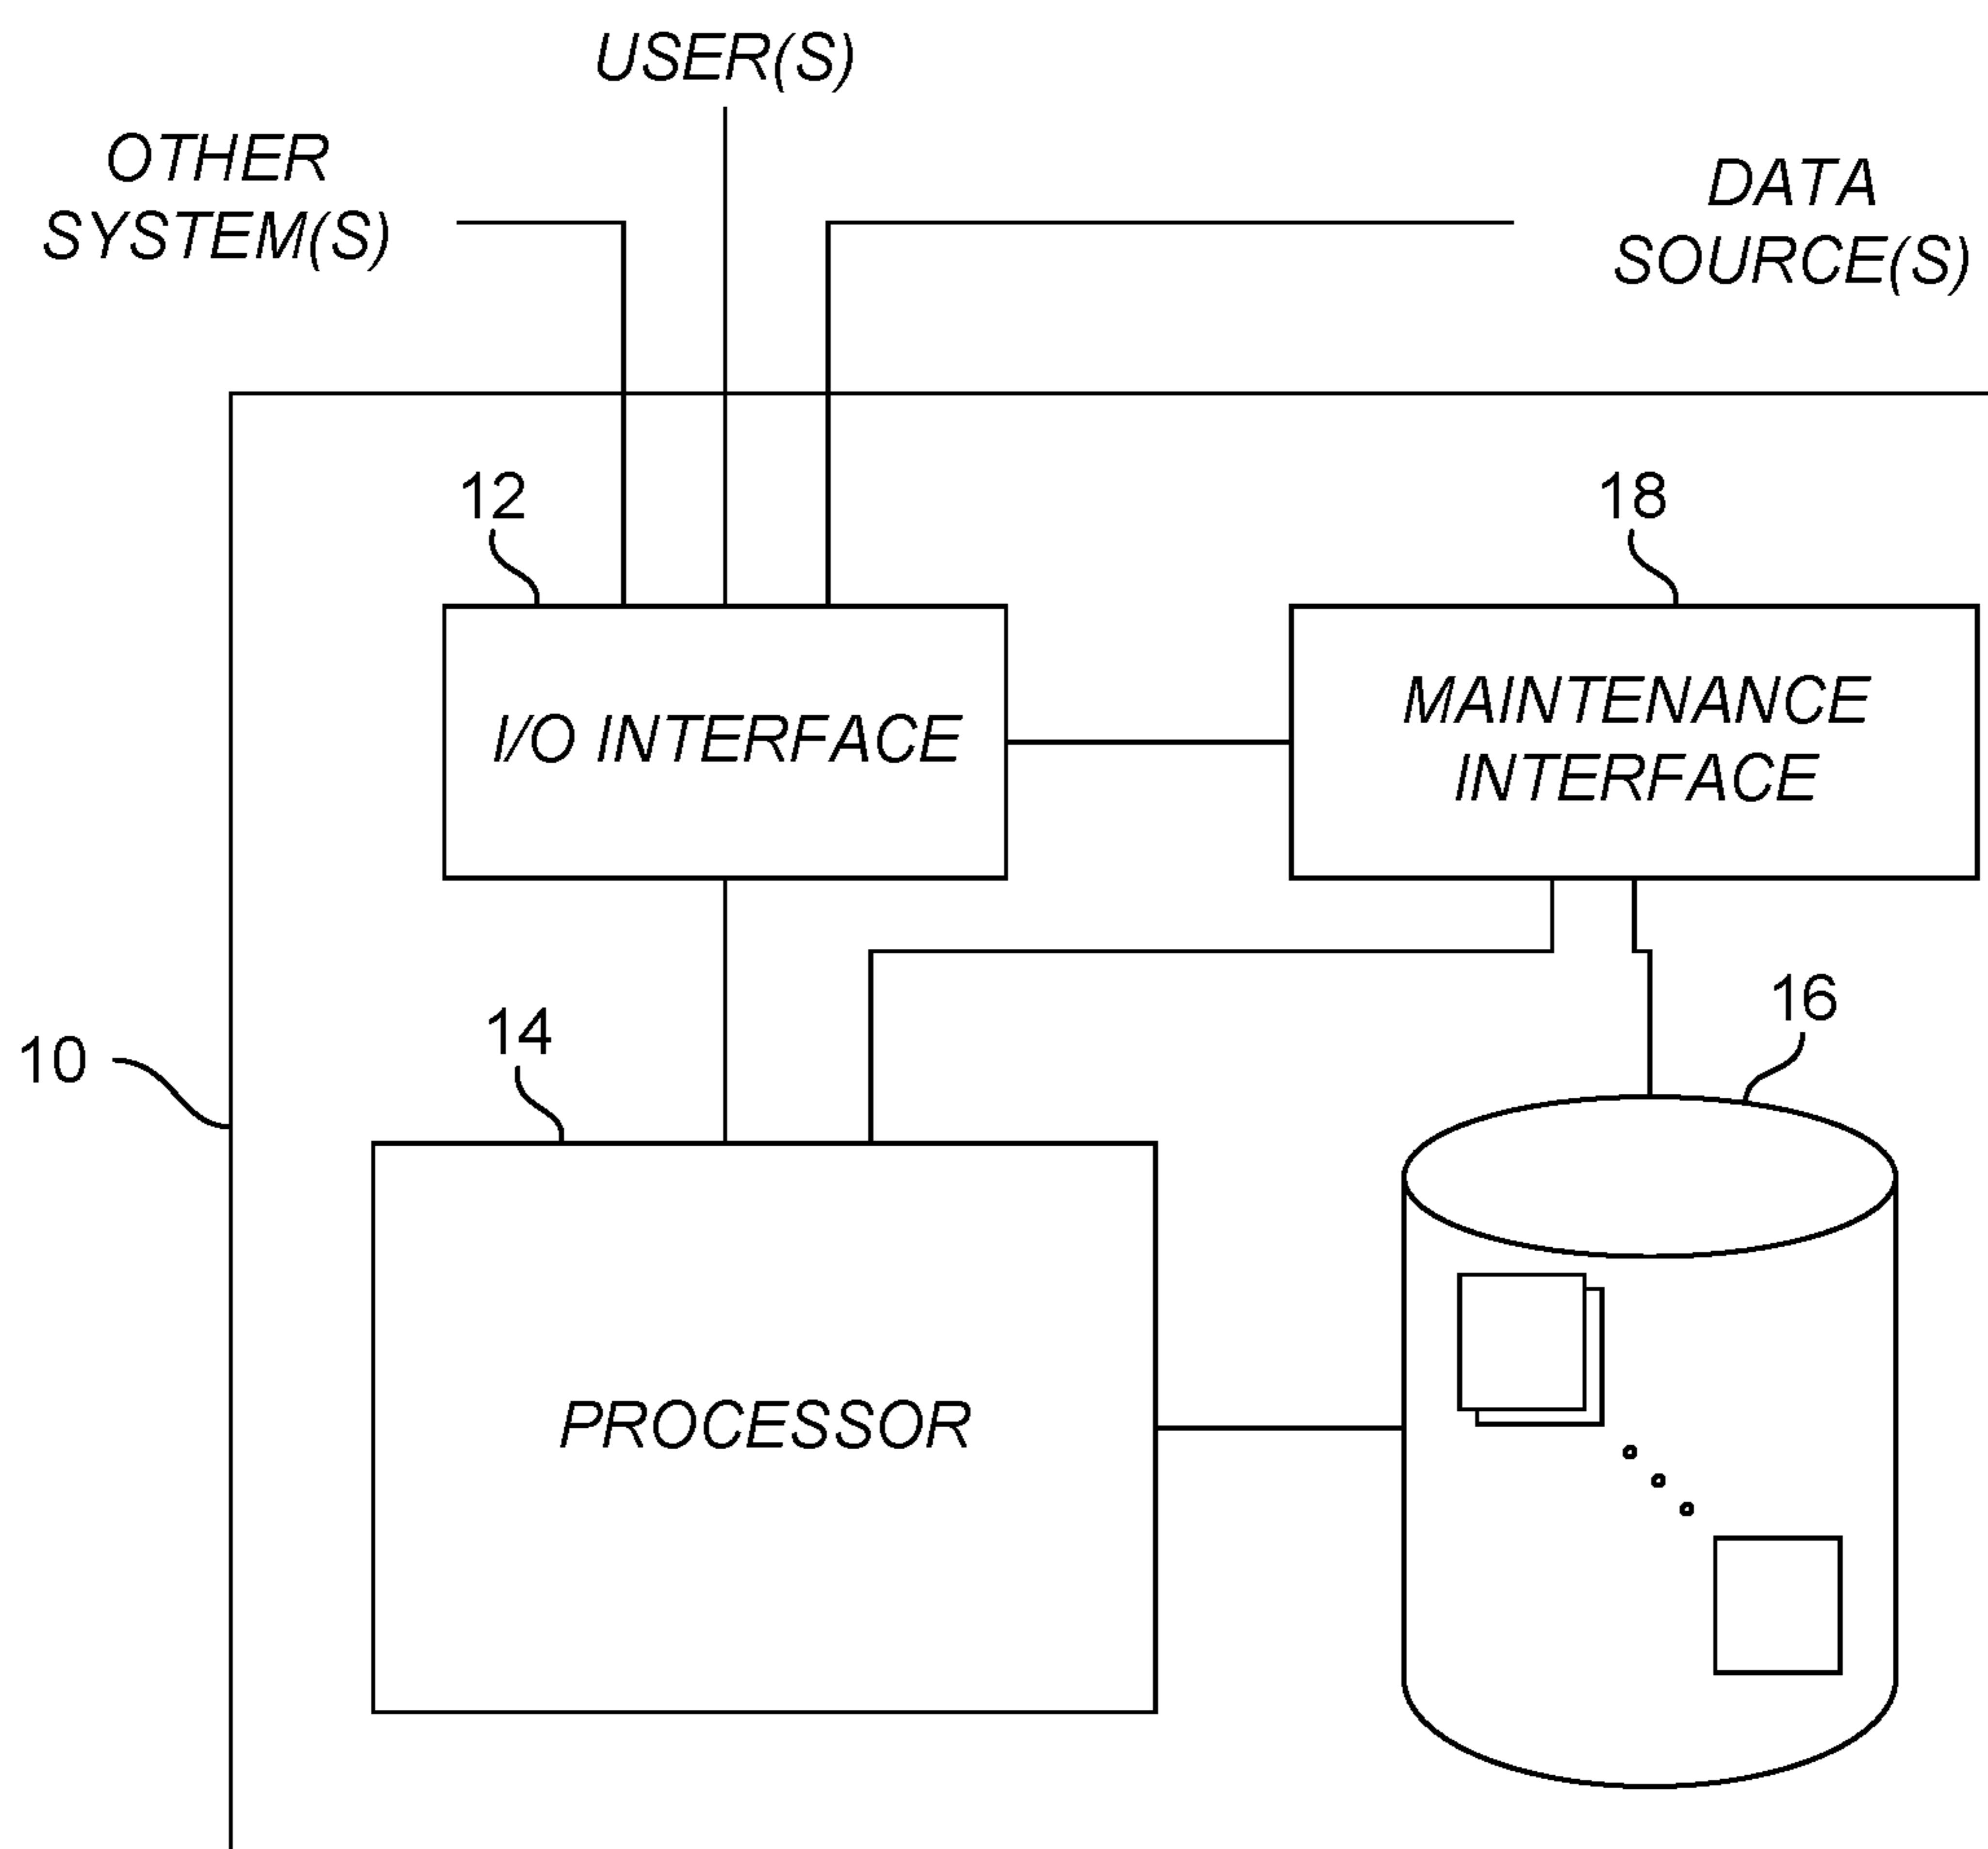 USER(S)
OTHER
SYSTEM(S)
DATA
SOURCE(S)
12
18
I/O INTERFACE
MAINTENANCE
INTERFACE
10
14
16
PROCESSOR